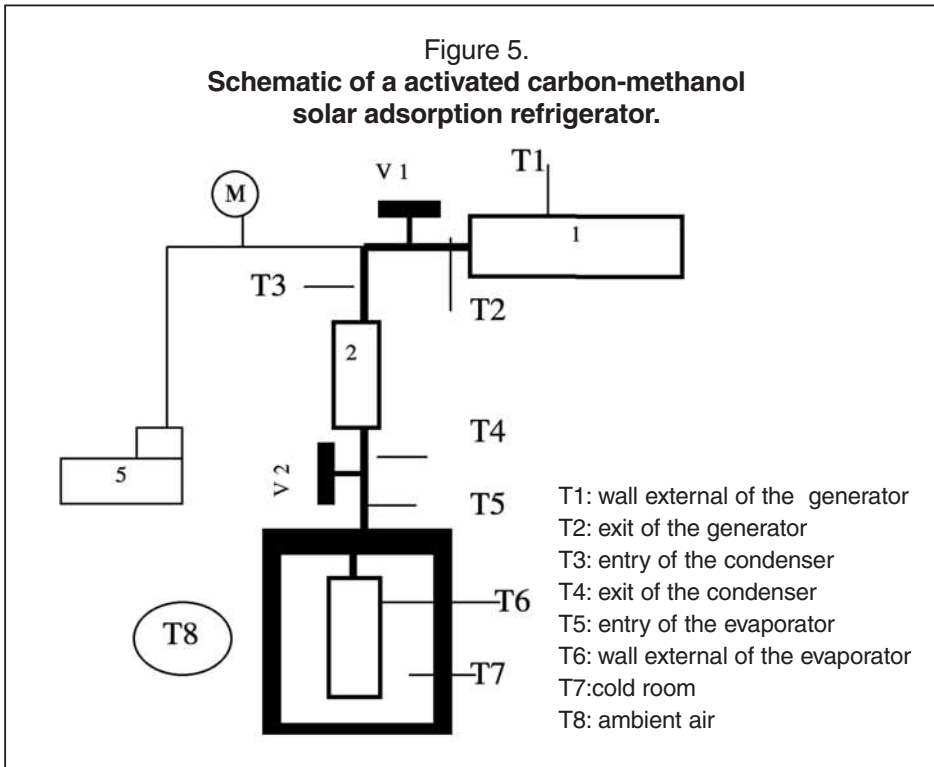 Figure 5.
Schematic of a activated carbon-methanol
solar adsorption refrigerator.
T1
V 1
M
1
T3
T2
2
T4
V 2
5
T5
T6
T8
T7
T1: wall external of the generator
T2: exit of the generator
T3: entry of the condenser
T4: exit of the condenser
T5: entry of the evaporator
T6: wall external of the evaporator
T7:cold room
T8: ambient air